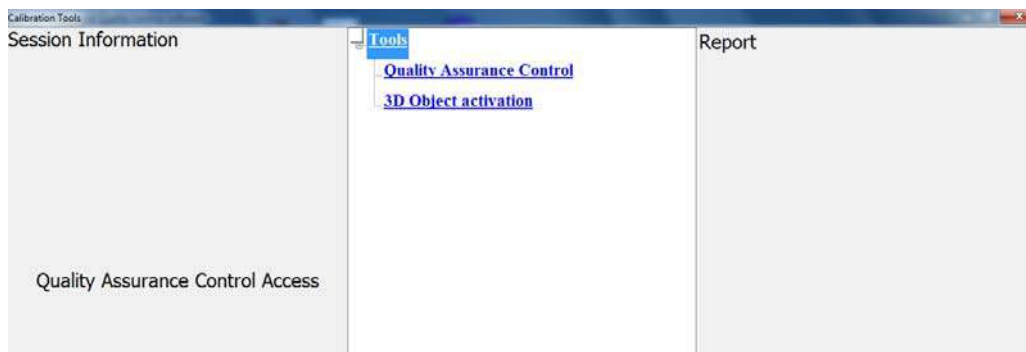 Calibration Tools
Session Information
Tools
Quality Assurance Control
3D Object activation
Report
Quality Assurance Control Access